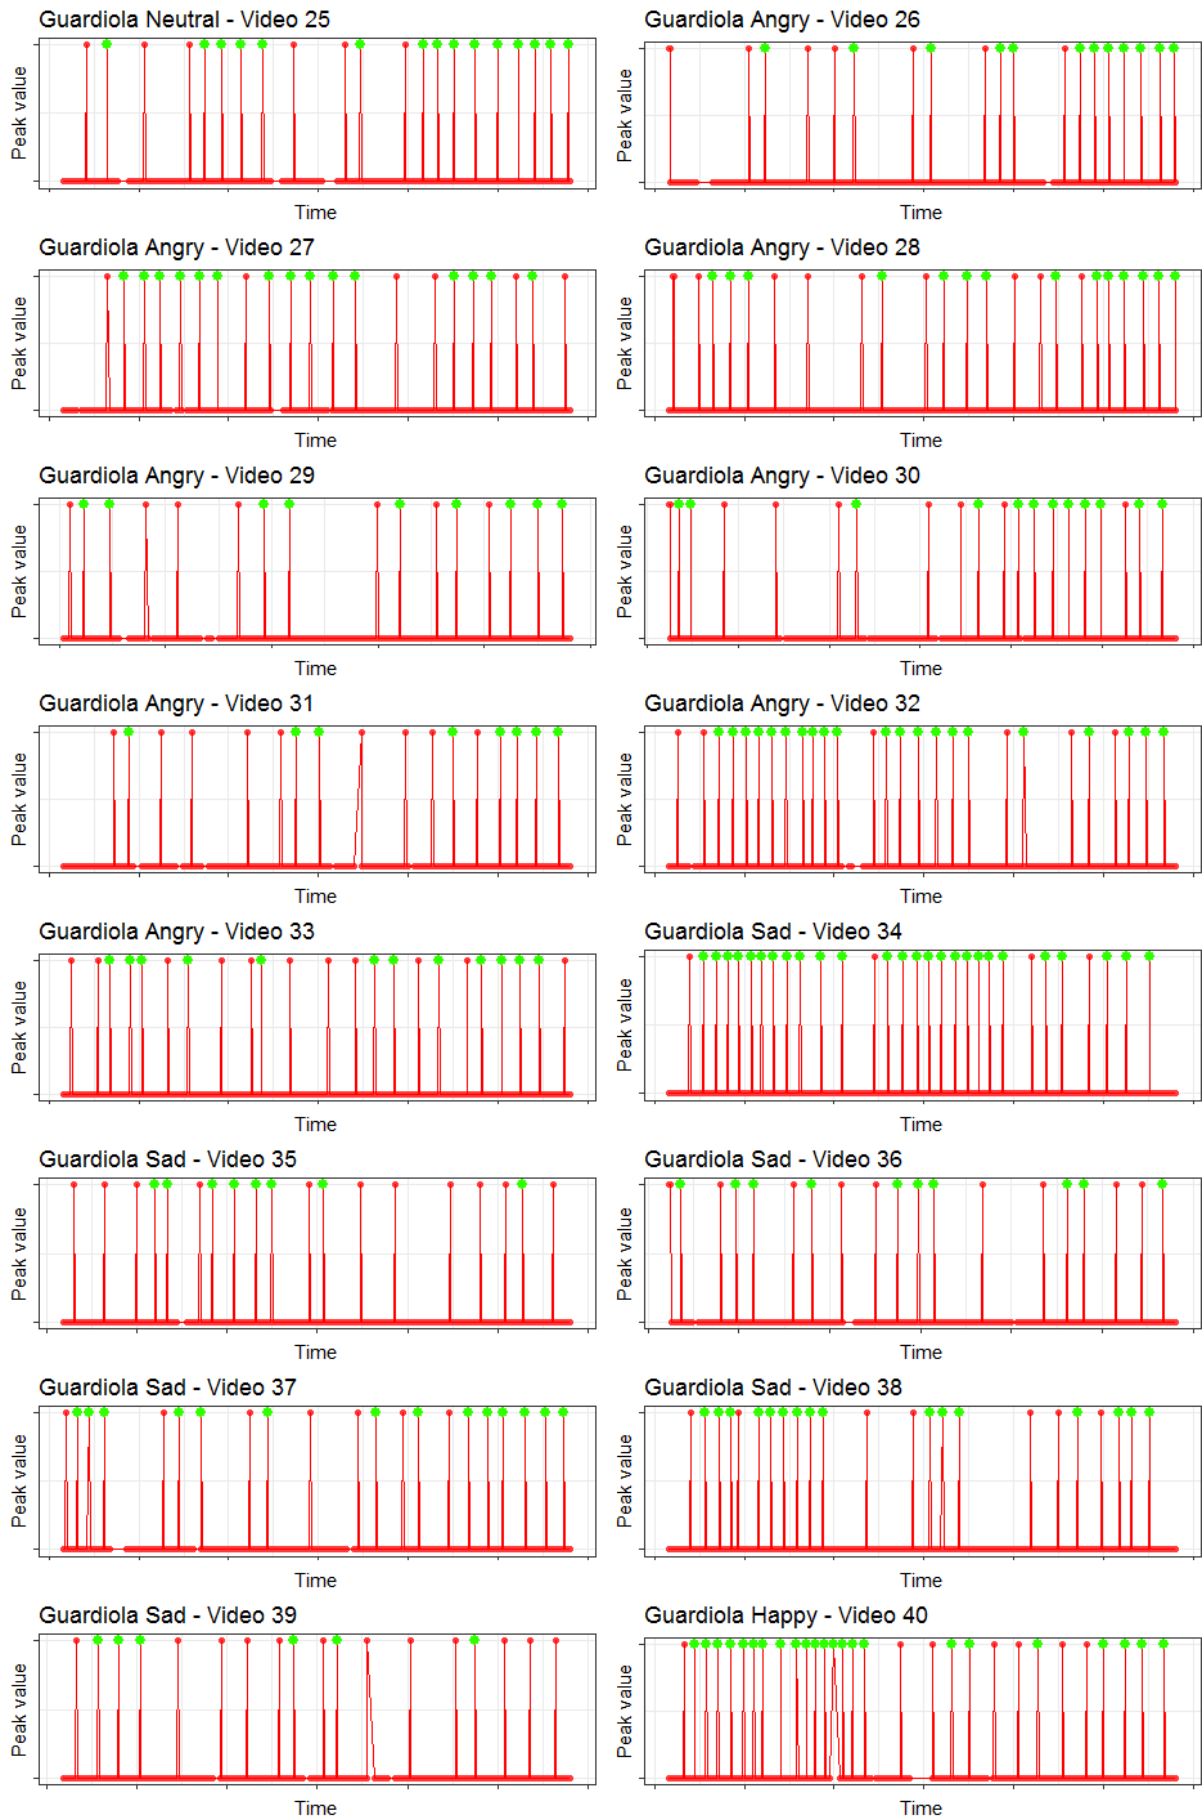 Guardiola Neutral - Video 25
Peak value
Time
Guardiola Angry - Video 26
Peak value
Time
Guardiola Angry - Video 27
Peak value
Time
Guardiola Angry - Video 28
Peak value
Time
Guardiola Angry - Video 29
Peak value
Time
Guardiola Angry - Video 30
Peak value
Time
Guardiola Angry - Video 31
Peak value
Time
Guardiola Angry - Video 32
Peak value
Time
Guardiola Angry - Video 33
Peak value
Time
Guardiola Sad - Video 34
Peak value
Time
Guardiola Sad - Video 35
Peak value
Time
Guardiola Sad - Video 36
Peak value
Time
Guardiola Sad - Video 37
Peak value
Time
Guardiola Sad - Video 38
Peak value
Time
Guardiola Sad - Video 39
Peak value
Time
Guardiola Happy - Video 40
Peak value
Time